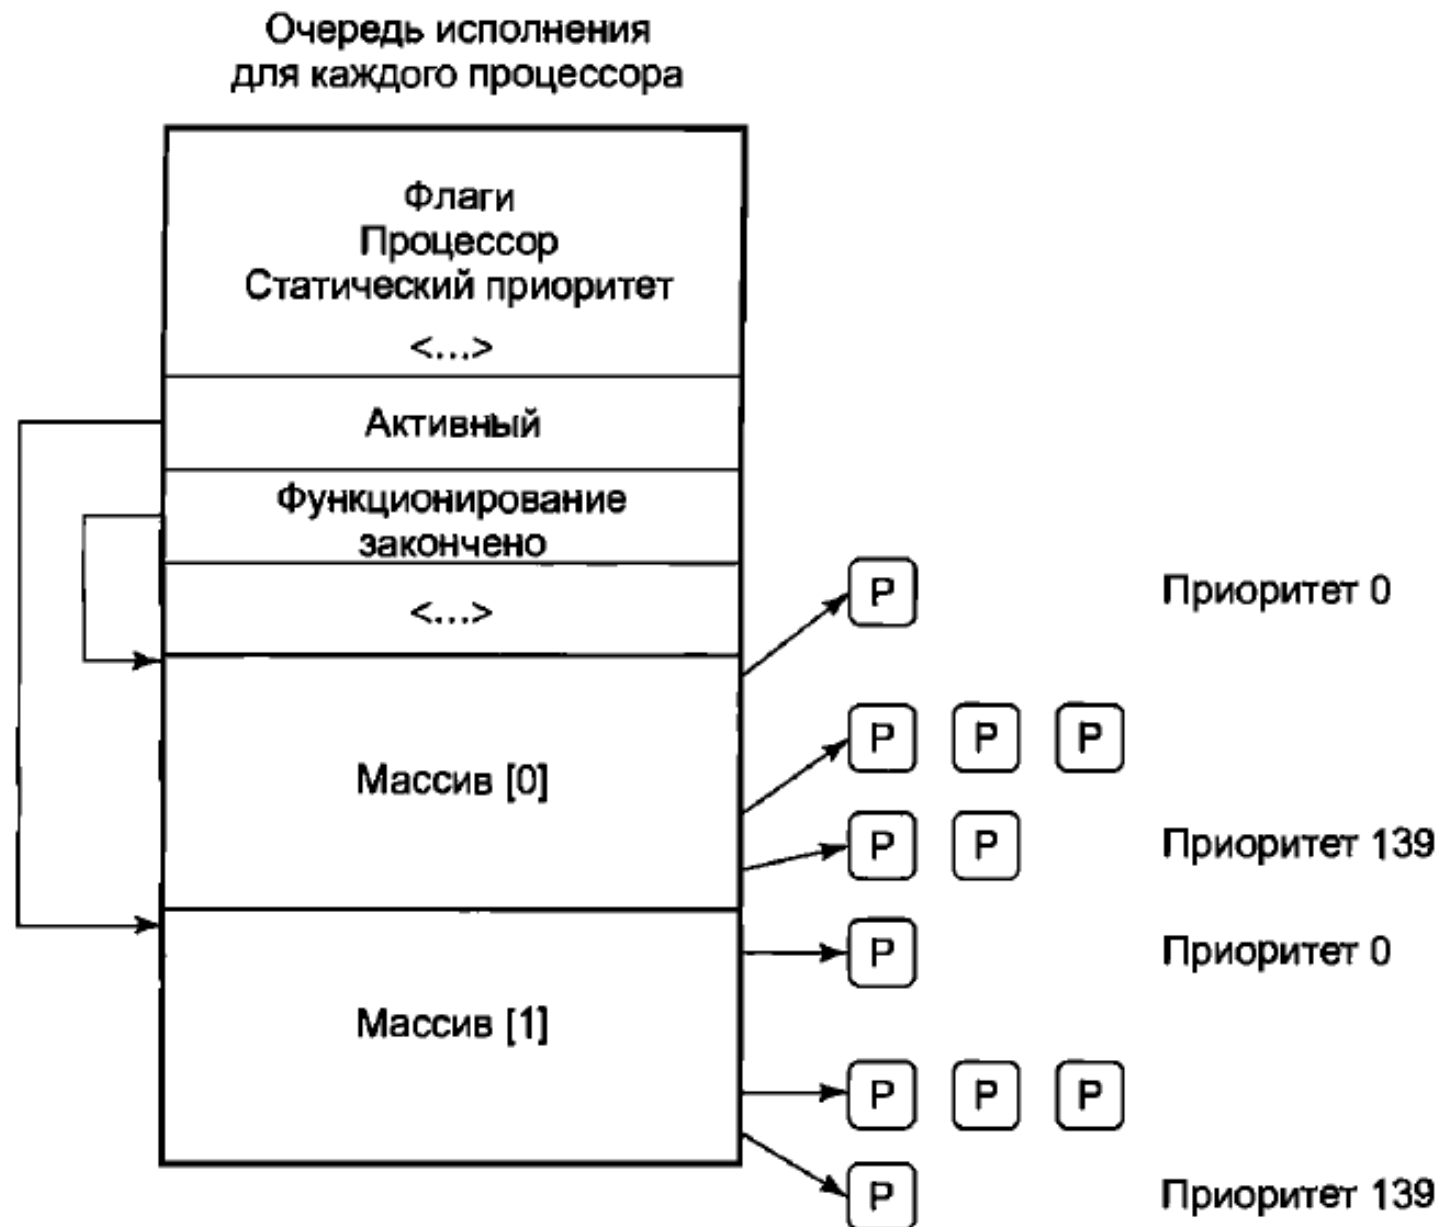 Очередь исполнения
для каждого процессора
Флаги
Процессор
Статический приоритет
<...>
Активный
Функционирование
закончено
<...>
P Приоритет 0
Массив [0]
P P P
P P Приоритет 139
P Приоритет 0
Массив [1]
P P P
P Приоритет 139